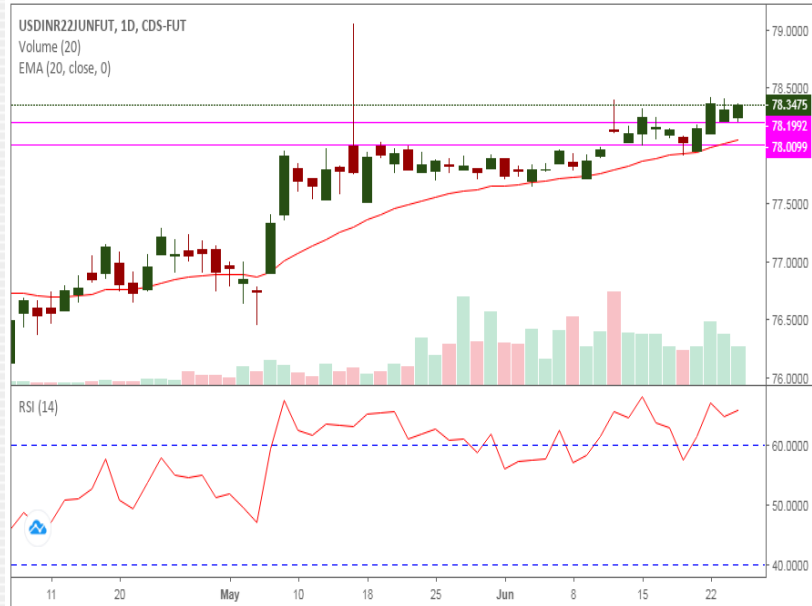 USDINR22JUNFUT, 1D, CDS-FUT
Volume (20)
EMA (20, close, 0)
79.0000
78.5000
78.3475
78.1992
78.0099
77.5000
77.0000
76.5000
76.0000
RSI (14)
60.0000
50.0000
40.0000
11 20 May 10 18 25 Jun 8 15 22